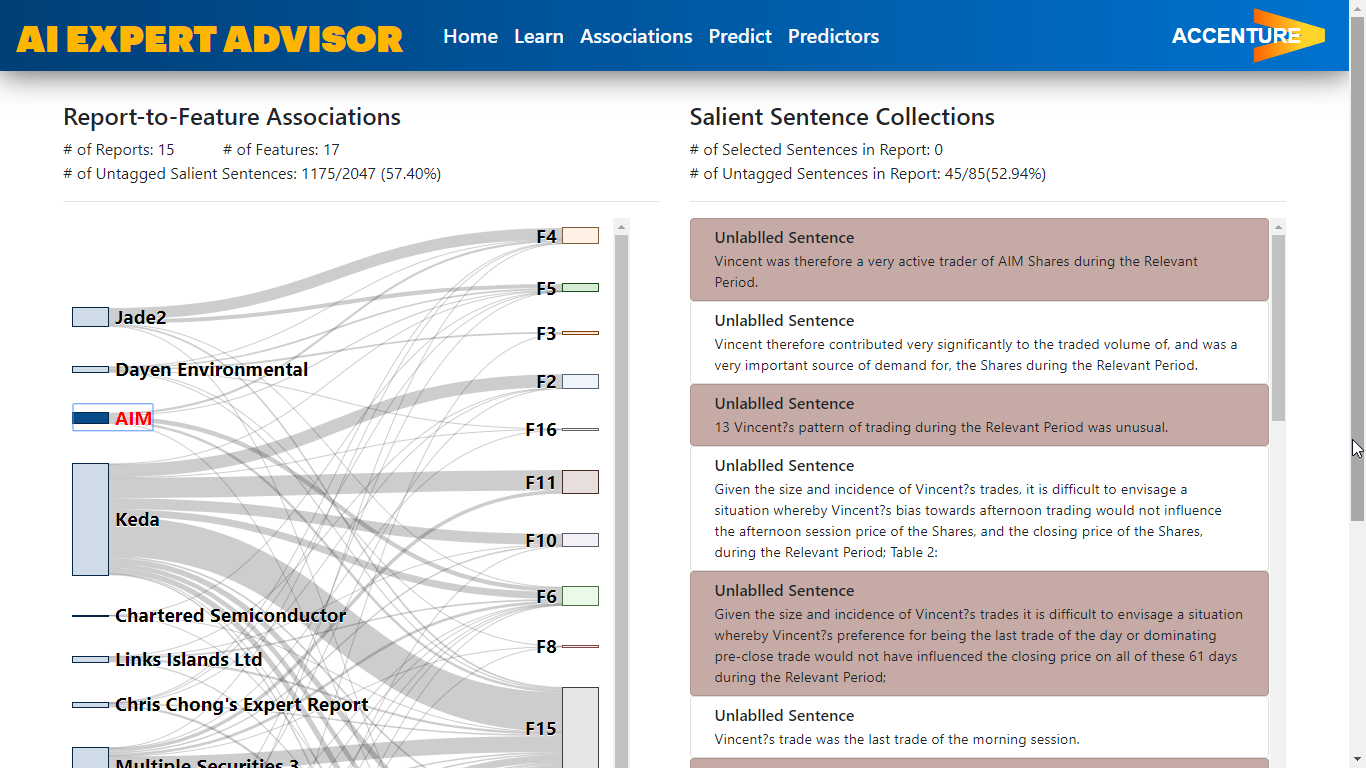 AI EXPERT ADVISOR
Home Learn Associations Predict Predictors
ACCENTURE
Report-to-Feature Associations
# of Reports: 15 # of Features: 17
# of Untagged Salient Sentences: 1175/2047 (57.40%)
F4
F5
Jade2
F3
Dayen Environmental
F2
AIM
F16
F11
Keda
F10
F6
Chartered Semiconductor
F8
Links Islands Ltd
Chris Chong's Expert Report
F15
Multiple Securities 3
Salient Sentence Collections
# of Selected Sentences in Report: 0
# of Untagged Sentences in Report: 45/85(52.94%)
Unlablled Sentence
Vincent was therefore a very active trader of AIM Shares during the Relevant
Period.
Unlablled Sentence
Vincent therefore contributed very significantly to the traded volume of, and was a
very important source of demand for, the Shares during the Relevant Period.
Unlablled Sentence
13 Vincent?s pattern of trading during the Relevant Period was unusual.
Unlablled Sentence
Given the size and incidence of Vincent?s trades, it is difficult to envisage a
situation whereby Vincent?s bias towards afternoon trading would not influence
the afternoon session price of the Shares, and the closing price of the Shares,
during the Relevant Period; Table 2:
Unlablled Sentence
Given the size and incidence of Vincent?s trades it is difficult to envisage a situation
whereby Vincent?s preference for being the last trade of the day or dominating
pre-close trade would not have influenced the closing price on all of these 61 days
during the Relevant Period;
Unlablled Sentence
Vincent?s trade was the last trade of the morning session.